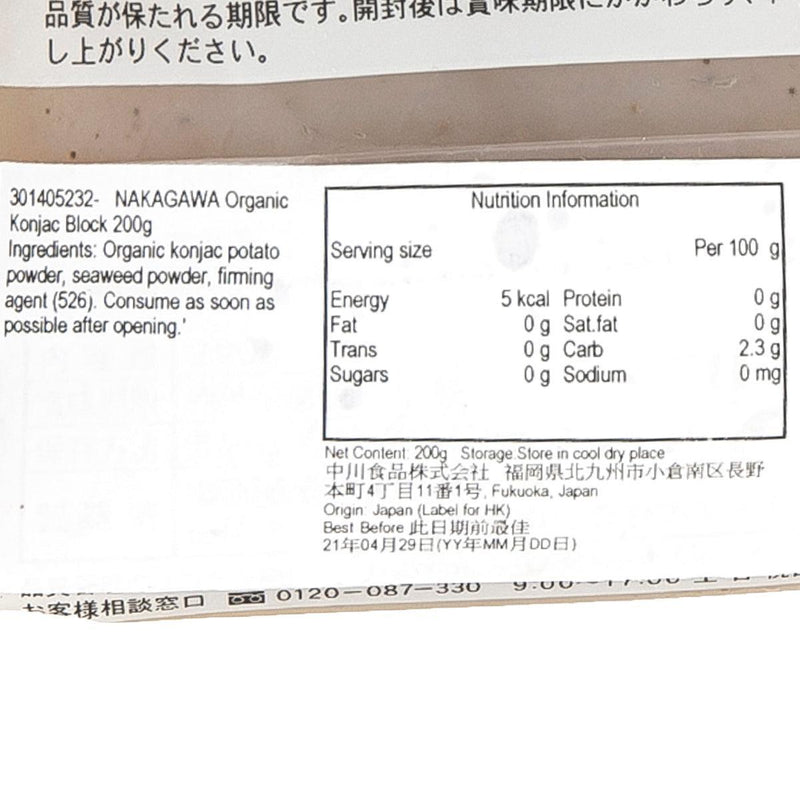 品質が保たれる期限です。開封後は賞味期限にかかわらず、
し上がりください。
301405232- NAKAGAWA Organic
Konjac Block 200g
Ingredients: Organic konjac potato
powder, seaweed powder, firming
agent (526). Consume as soon as
possible after opening.'
Nutrition Information
Serving size Per 100 g
Energy 5 kcal Protein 0 g
Fat 0 g Sat.fat 0 g
Trans 0 g Carb 2.3 g
Sugars 0 g Sodium 0 mg
Net Content: 200g Storage:Store in cool dry place
中川食品株式会社 福岡県北九州市小倉南区長野
本町4丁目11番1号, Fukuoka, Japan
Origin: Japan (Label for HK)
Best Before 此日期前最佳
21年04月29日(YY年MM月DD日)
お客様相談窓口 0120-087-330 9:00~17:00